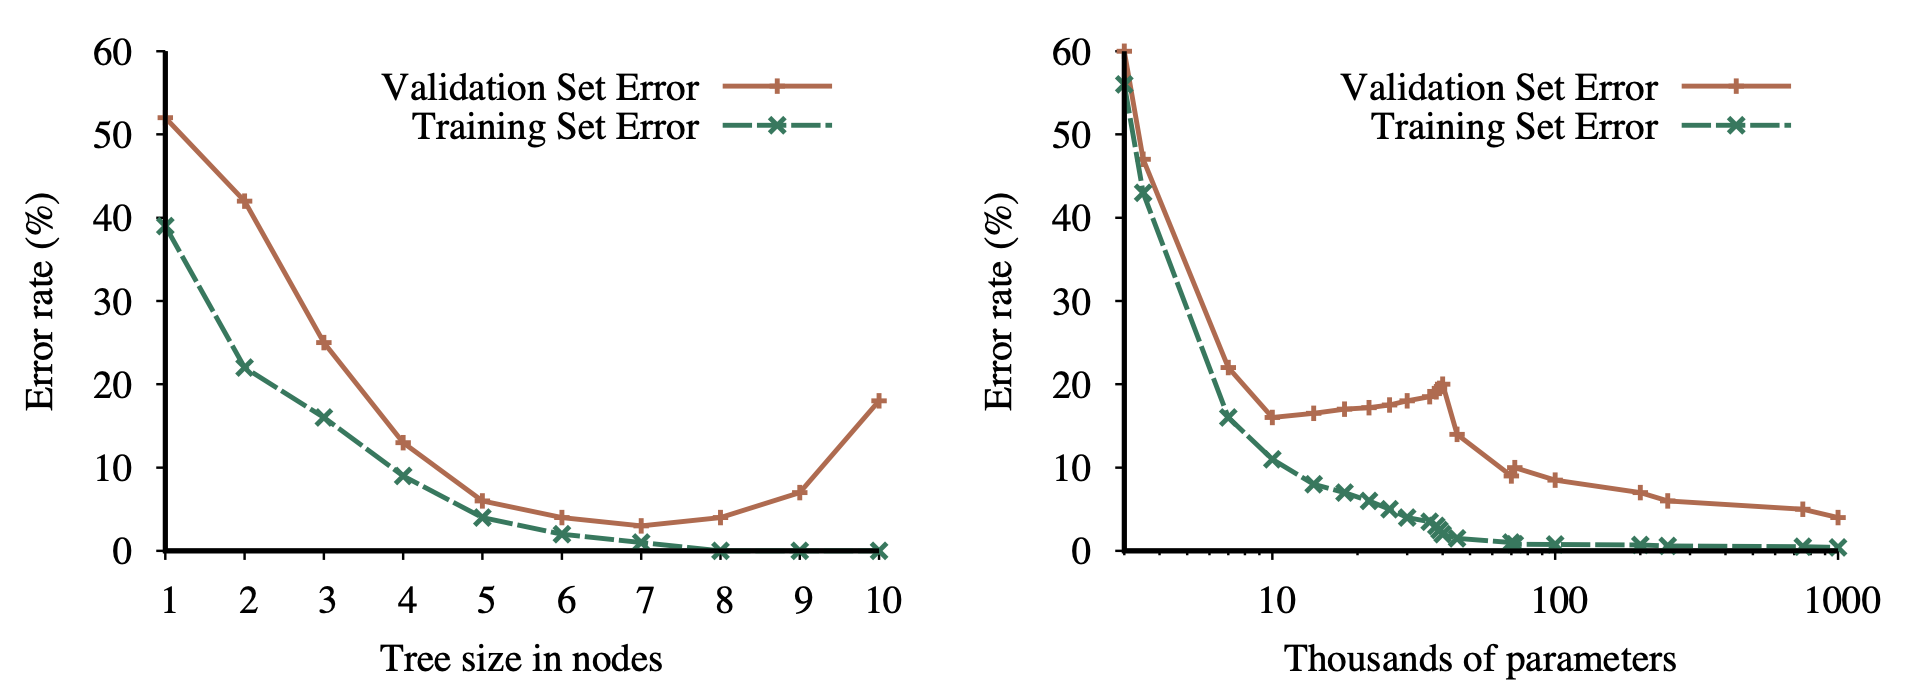 60
50
40
30
20
10
0
Error rate (%)
Validation Set Error
Training Set Error
1 2 3 4 5 6 7 8 9 10
Tree size in nodes
60
50
40
30
20
10
0
Error rate (%)
Validation Set Error
Training Set Error
10 100 1000
Thousands of parameters